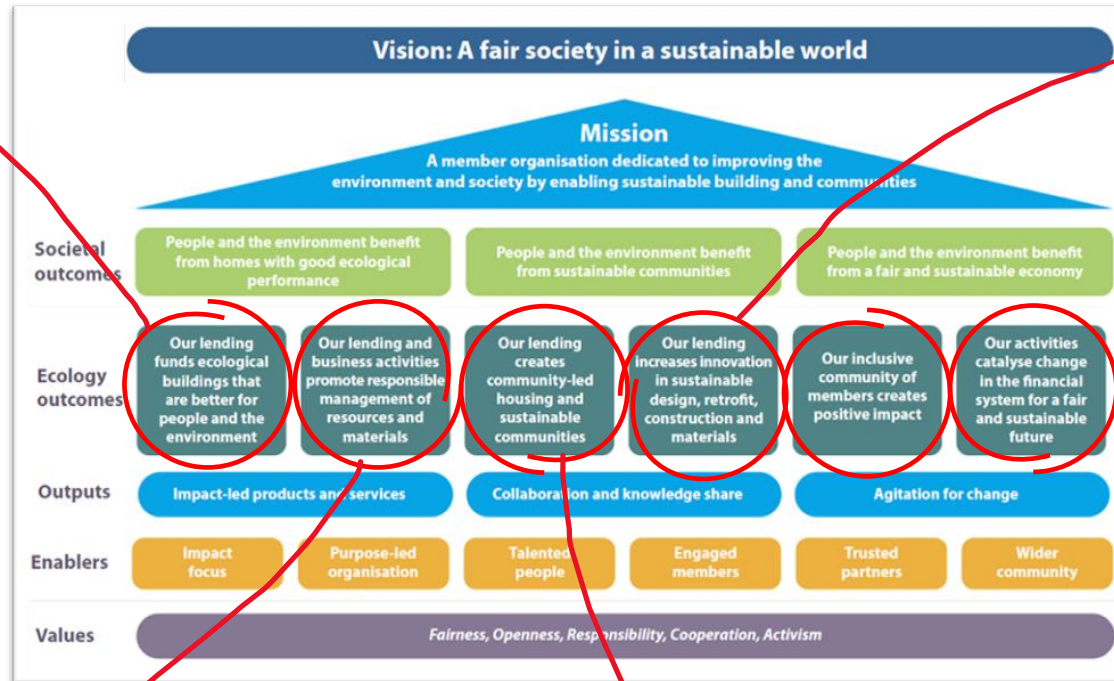 Vision: A fair society in a sustainable world
Mission
A member organisation dedicated to improving the
environment and society by enabling sustainable building and communities
Societal
outcomes
People and the environment benefit
from homes with good ecological
performance
People and the environment benefit
from sustainable communities
People and the environment benefit
from a fair and sustainable economy
Ecology
outcomes
Our lending
funds ecological
buildings that
are better for
people and the
environment
Our lending and
business activities
promote responsible
management of
resources and
materials
Our lending
creates
community-led
housing and
sustainable
communities
Our lending
increases innovation
in sustainable
design, retrofit,
construction and
materials
Our inclusive
community of
members creates
positive impact
Our activities
catalyse change
in the financial
system for a fair
and sustainable
future
Outputs
Impact-led products and services
Collaboration and knowledge share
Agitation for change
Enablers
Impact
focus
Purpose-led
organisation
Talented
people
Engaged
members
Trusted
partners
Wider
community
Values
Fairness, Openness, Responsibility, Cooperation, Activism